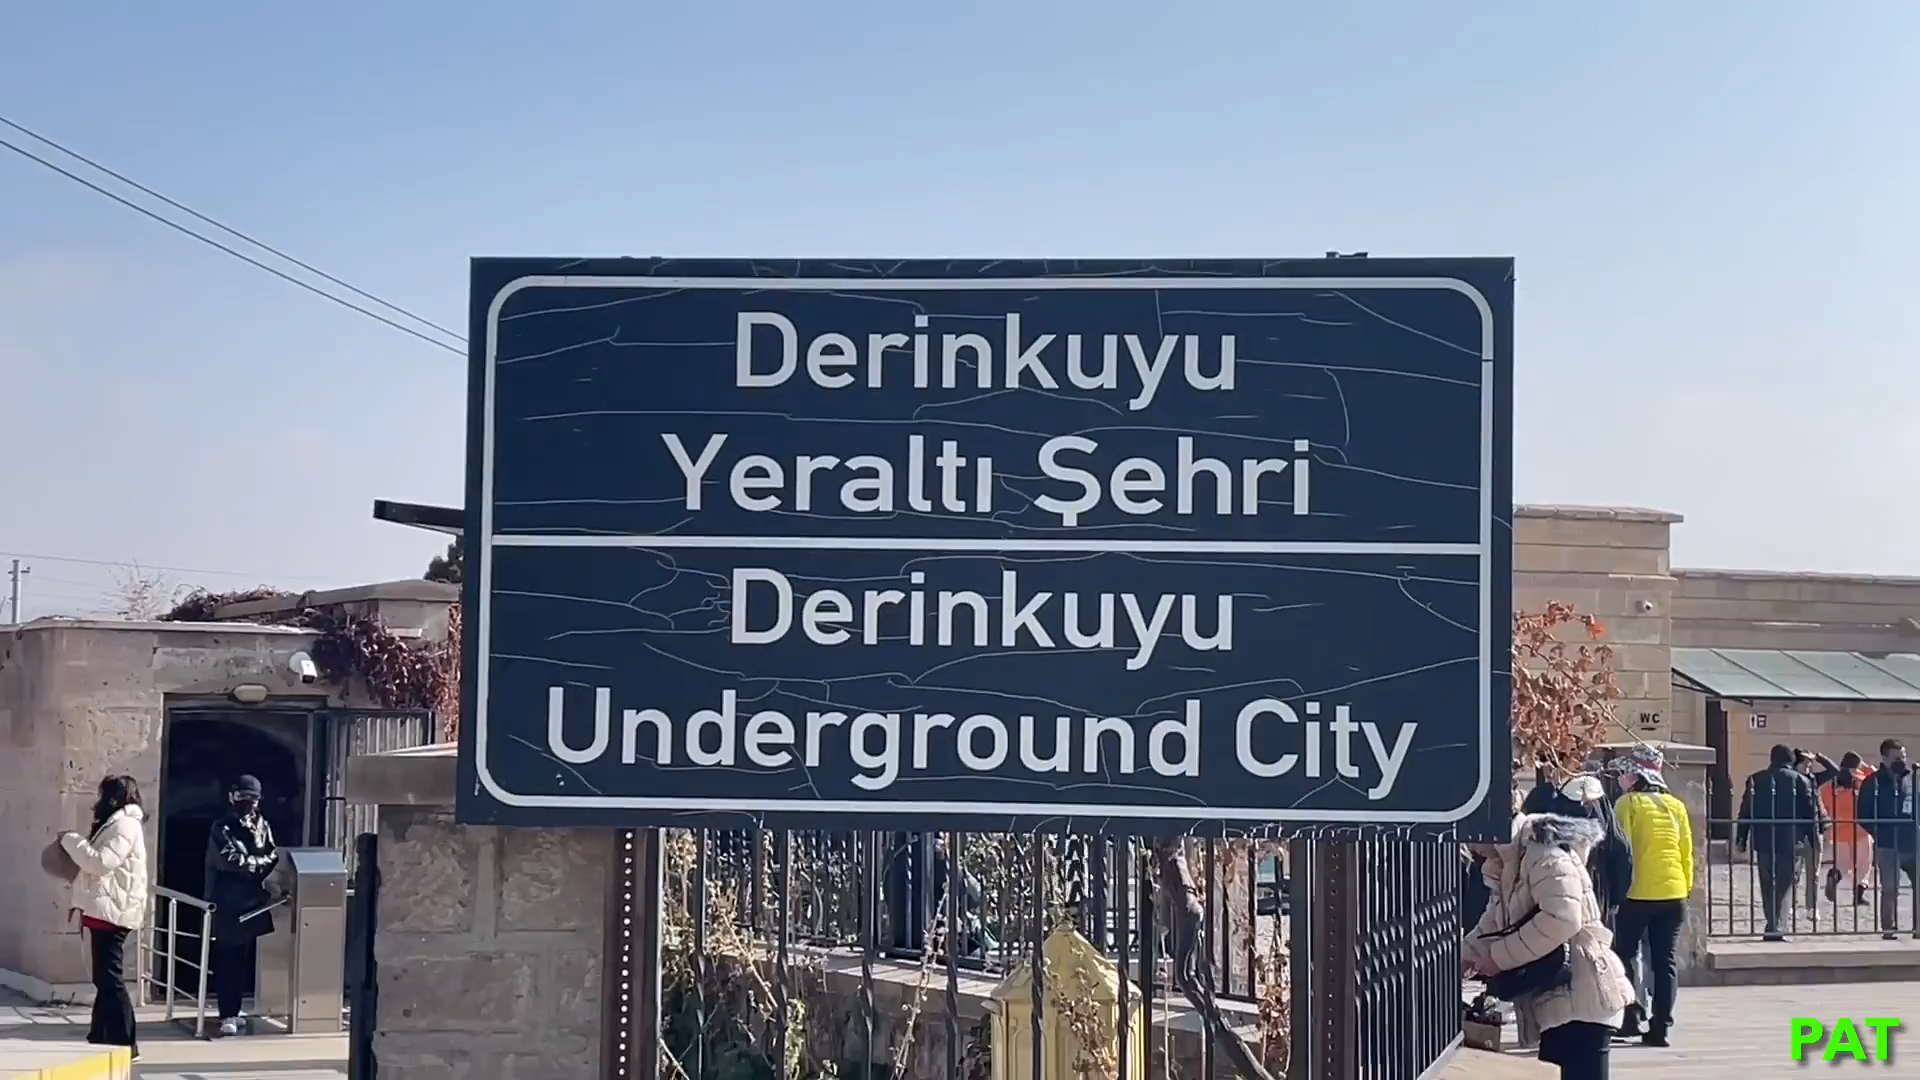 Derinkuyu
Yeraltı Şehri
Derinkuyu
Underground City
WC
PAT